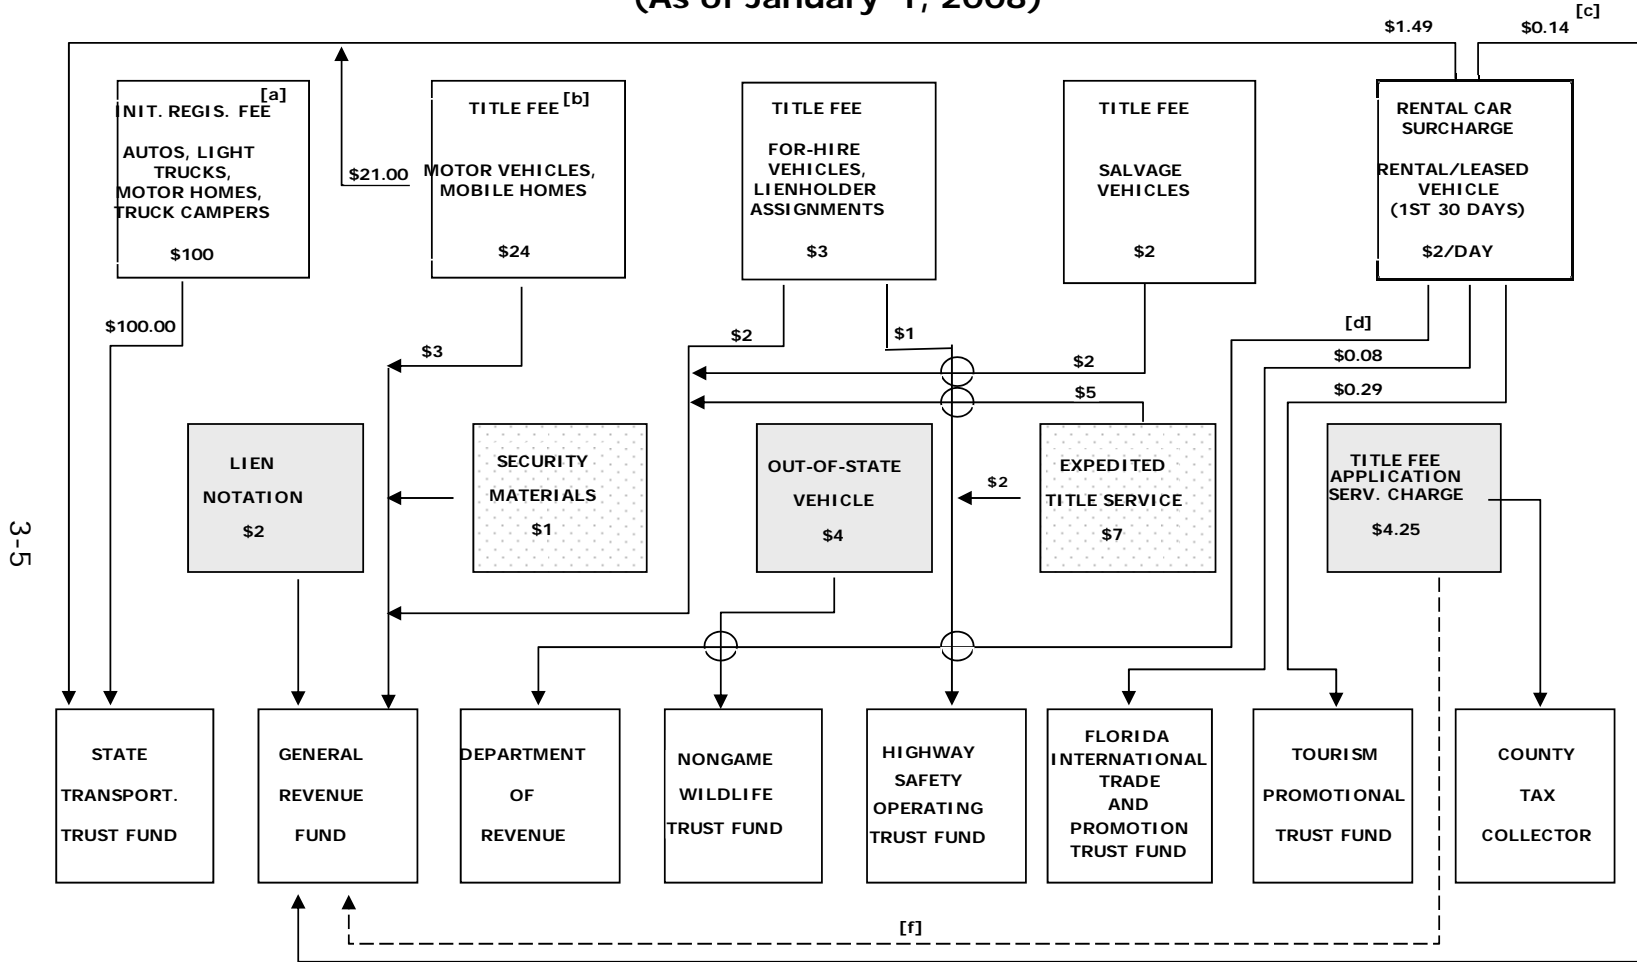 (As of January 1, 2008)
[c]
$1.49
$0.14
INIT. REGIS. FEE [a]
AUTOS, LIGHT
TRUCKS,
MOTOR HOMES,
TRUCK CAMPERS
$100
$21.00
TITLE FEE [b]
MOTOR VEHICLES,
MOBILE HOMES
$24
TITLE FEE
FOR-HIRE
VEHICLES,
LIENHOLDER
ASSIGNMENTS
$3
TITLE FEE
SALVAGE
VEHICLES
$2
RENTAL CAR
SURCHARGE
RENTAL/LEASED
VEHICLE
(1ST 30 DAYS)
$2/DAY
$100.00
$3
$2
$1
$2
$5
[d]
$0.08
$0.29
LIEN
NOTATION
$2
SECURITY
MATERIALS
$1
OUT-OF-STATE
VEHICLE
$4
$2
EXPEDITED
TITLE SERVICE
$7
TITLE FEE
APPLICATION
SERV. CHARGE
$4.25
3-5
STATE
TRANSPORT.
TRUST FUND
GENERAL
REVENUE
FUND
DEPARTMENT
OF
REVENUE
NONGAME
WILDLIFE
TRUST FUND
HIGHWAY
SAFETY
OPERATING
TRUST FUND
FLORIDA
INTERNATIONAL
TRADE
AND
PROMOTION
TRUST FUND
TOURISM
PROMOTIONAL
TRUST FUND
COUNTY
TAX
COLLECTOR
[f]